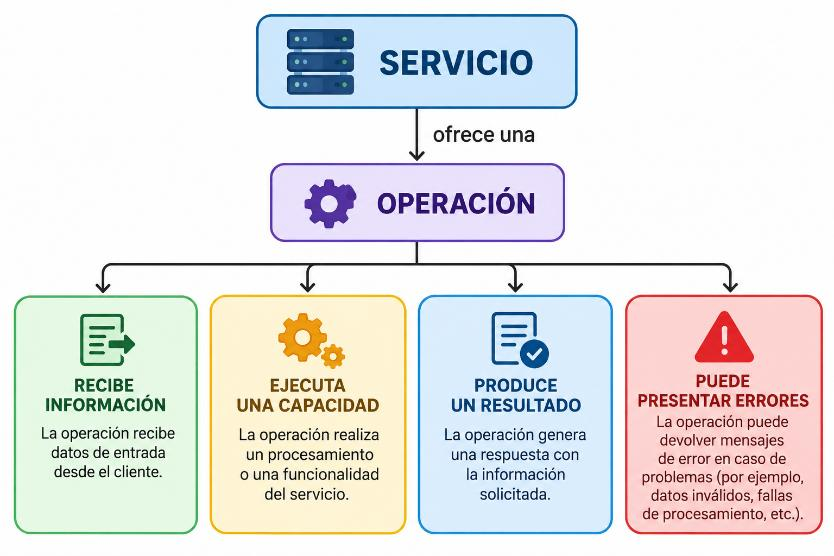 SERVICIO
ofrece una
OPERACIÓN
RECIBE
INFORMACIÓN
La operación recibe
datos de entrada
desde el cliente.
EJECUTA
UNA CAPACIDAD
La operación realiza
un procesamiento
o una funcionalidad
del servicio.
PRODUCE
UN RESULTADO
La operación genera
una respuesta con
la información
solicitada.
PUEDE
PRESENTAR ERRORES
La operación puede
devolver mensajes
de error en caso de
problemas (por ejemplo,
datos inválidos, fallas
de procesamiento, etc.).